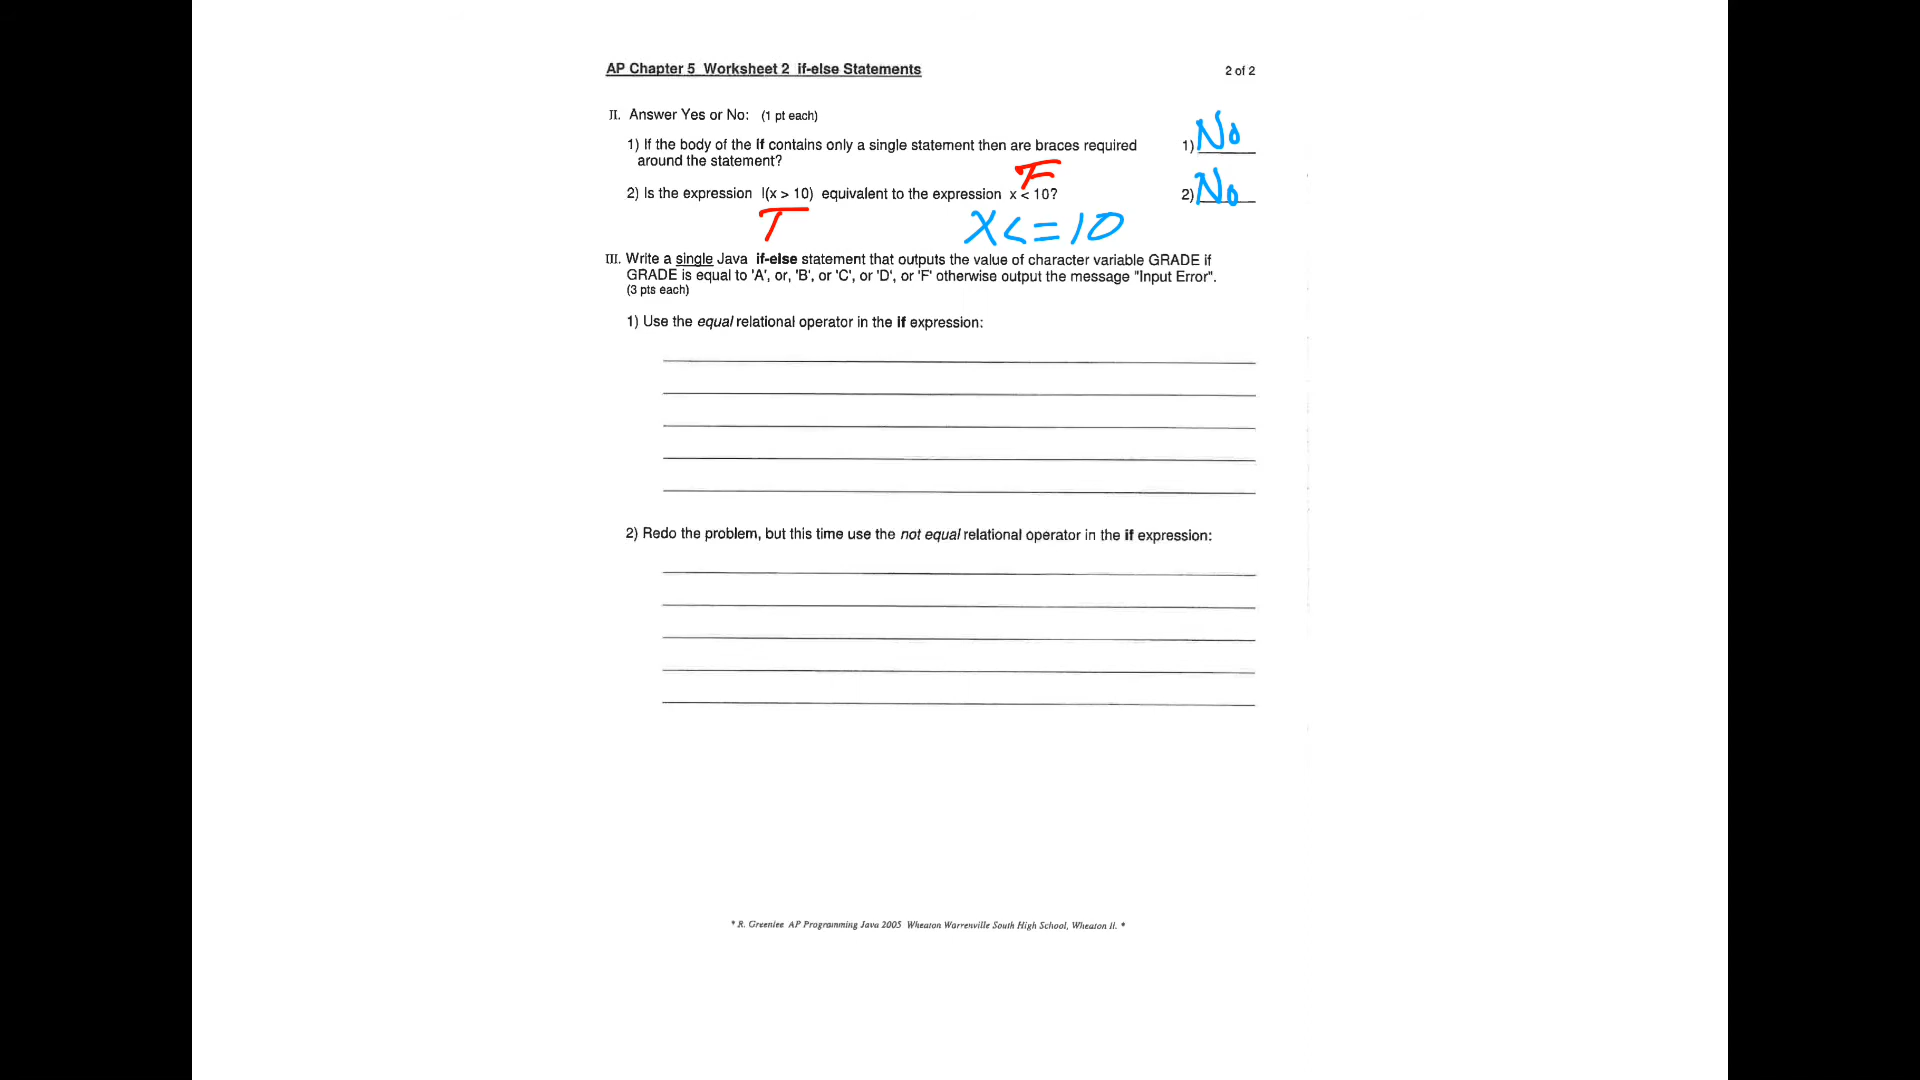 AP Chapter 5 Worksheet 2 if-else Statements 2 of 2
II. Answer Yes or No: (1 pt each)
1) If the body of the if contains only a single statement then are braces required 1) No
around the statement?
F
2) Is the expression !(x > 10) equivalent to the expression x < 10? 2) No
T x<=10
III. Write a single Java if-else statement that outputs the value of character variable GRADE if
GRADE is equal to 'A', or, 'B', or 'C', or 'D', or 'F' otherwise output the message "Input Error".
(3 pts each)
1) Use the equal relational operator in the if expression:
2) Redo the problem, but this time use the not equal relational operator in the if expression:
* R. Greenlee AP Programming Java 2005 Wheaton Warrenville South High School, Wheaton Il. *